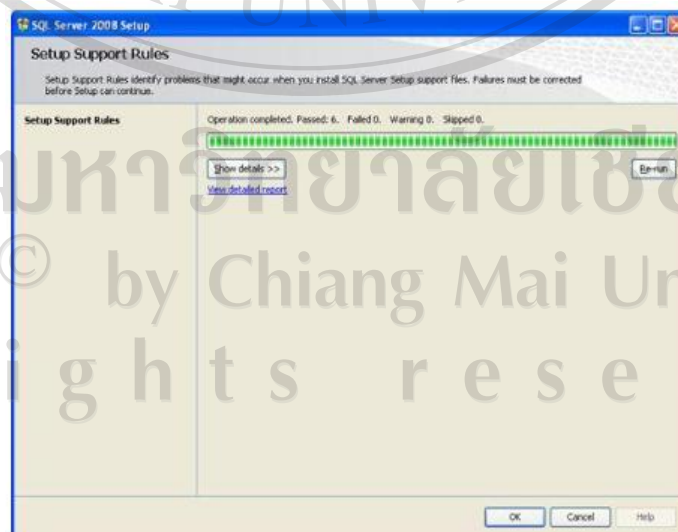 SQL Server 2008 Setup
Setup Support Rules
Setup Support Rules identify problems that might occur when you install SQL Server Setup support files. Failures must be corrected
before Setup can continue.
Setup Support Rules
Operation completed. Passed: 6. Failed 0. Warning 0. Skipped 0.
Show details >>
Re-run
View detailed report
มหาวิทยาลัยเชีย
© by Chiang Mai Un
ights rese
OK
Cancel
Help